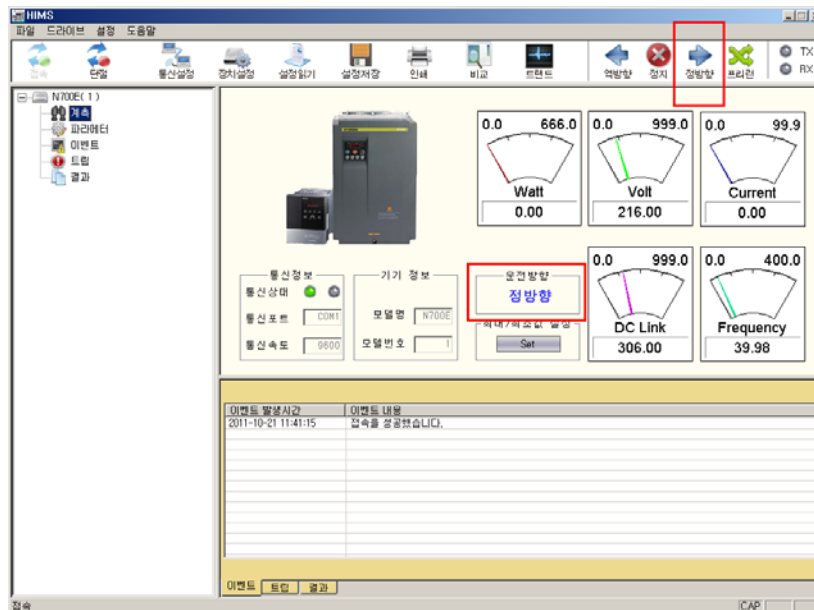 HIMS
파일 드라이브 설정 도움말
접속 단절 통신설정 장치설정 설정읽기 설정저장 인쇄 비교 트랜드 역방향 정지 정방향 프리런 TX
RX
N700E( 1 )
계측
파라메터
이벤트
트립
결과
0.0 666.0
Watt
0.00
0.0 999.0
Volt
216.00
0.0 99.9
Current
0.00
통신정보
통신상태
통신포트 COM1
통신속도 9600
기기 정보
모델명 N700E
모델번호 1
운전방향
정방향
최대/최소값 설정
Set
0.0 999.0
DC Link
306.00
0.0 400.0
Frequency
39.98
이벤트 발생시간 이벤트 내용
2011-10-21 11:41:15 접속을 성공했습니다.
이벤트 트립 결과
접속 CAP